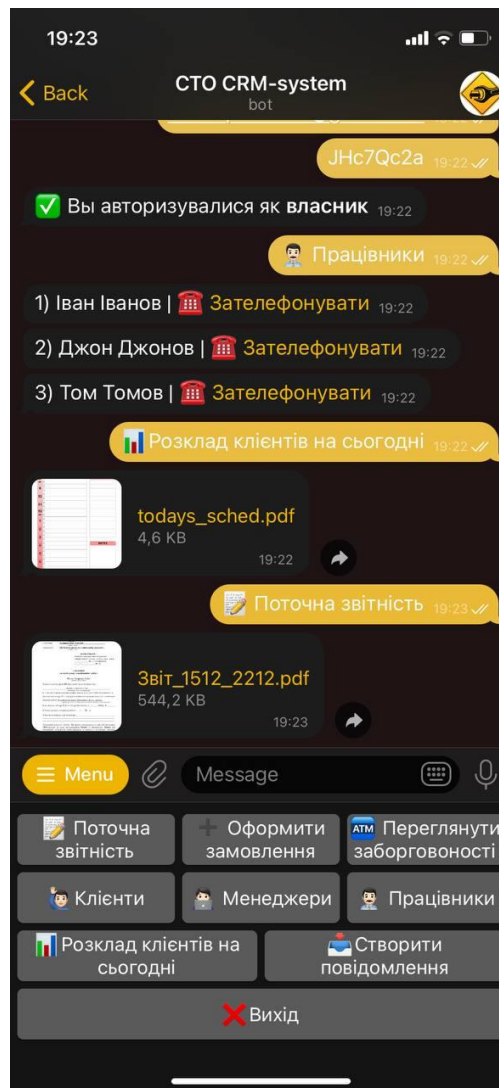 19:23
Back
СТО CRM-system
bot
JHc7Qc2a 19:22
Вы авторизувалися як власник 19:22
Працівники 19:22
1) Іван Іванов | Зателефонувати 19:22
2) Джон Джонов | Зателефонувати 19:22
3) Том Томов | Зателефонувати 19:22
Розклад клієнтів на сьогодні 19:22
todays_sched.pdf
4,6 KB
19:22
Поточна звітність 19:23
Звіт_1512_2212.pdf
544,2 KB
19:23
Menu
Message
Поточна
звітність
Оформити
замовлення
ATM Переглянути
заборговоності
Клієнти
Менеджери
Працівники
Розклад клієнтів на
сьогодні
Створити
повідомлення
Вихід